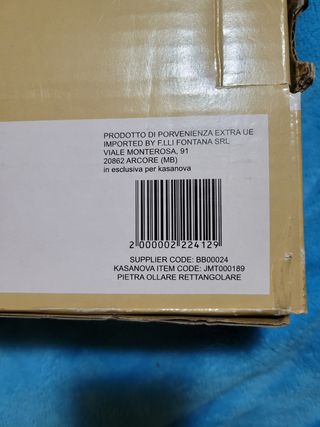 PRODOTTO DI PORVENIENZA EXTRA UE
IMPORTED BY F.LLI FONTANA SRL
VIALE MONTEROSA, 91
20862 ARCORE (MB)
in esclusiva per kasanova
2 000002 224129
SUPPLIER CODE: BB00024
KASANOVA ITEM CODE: JMT000189
PIETRA OLLARE RETTANGOLARE